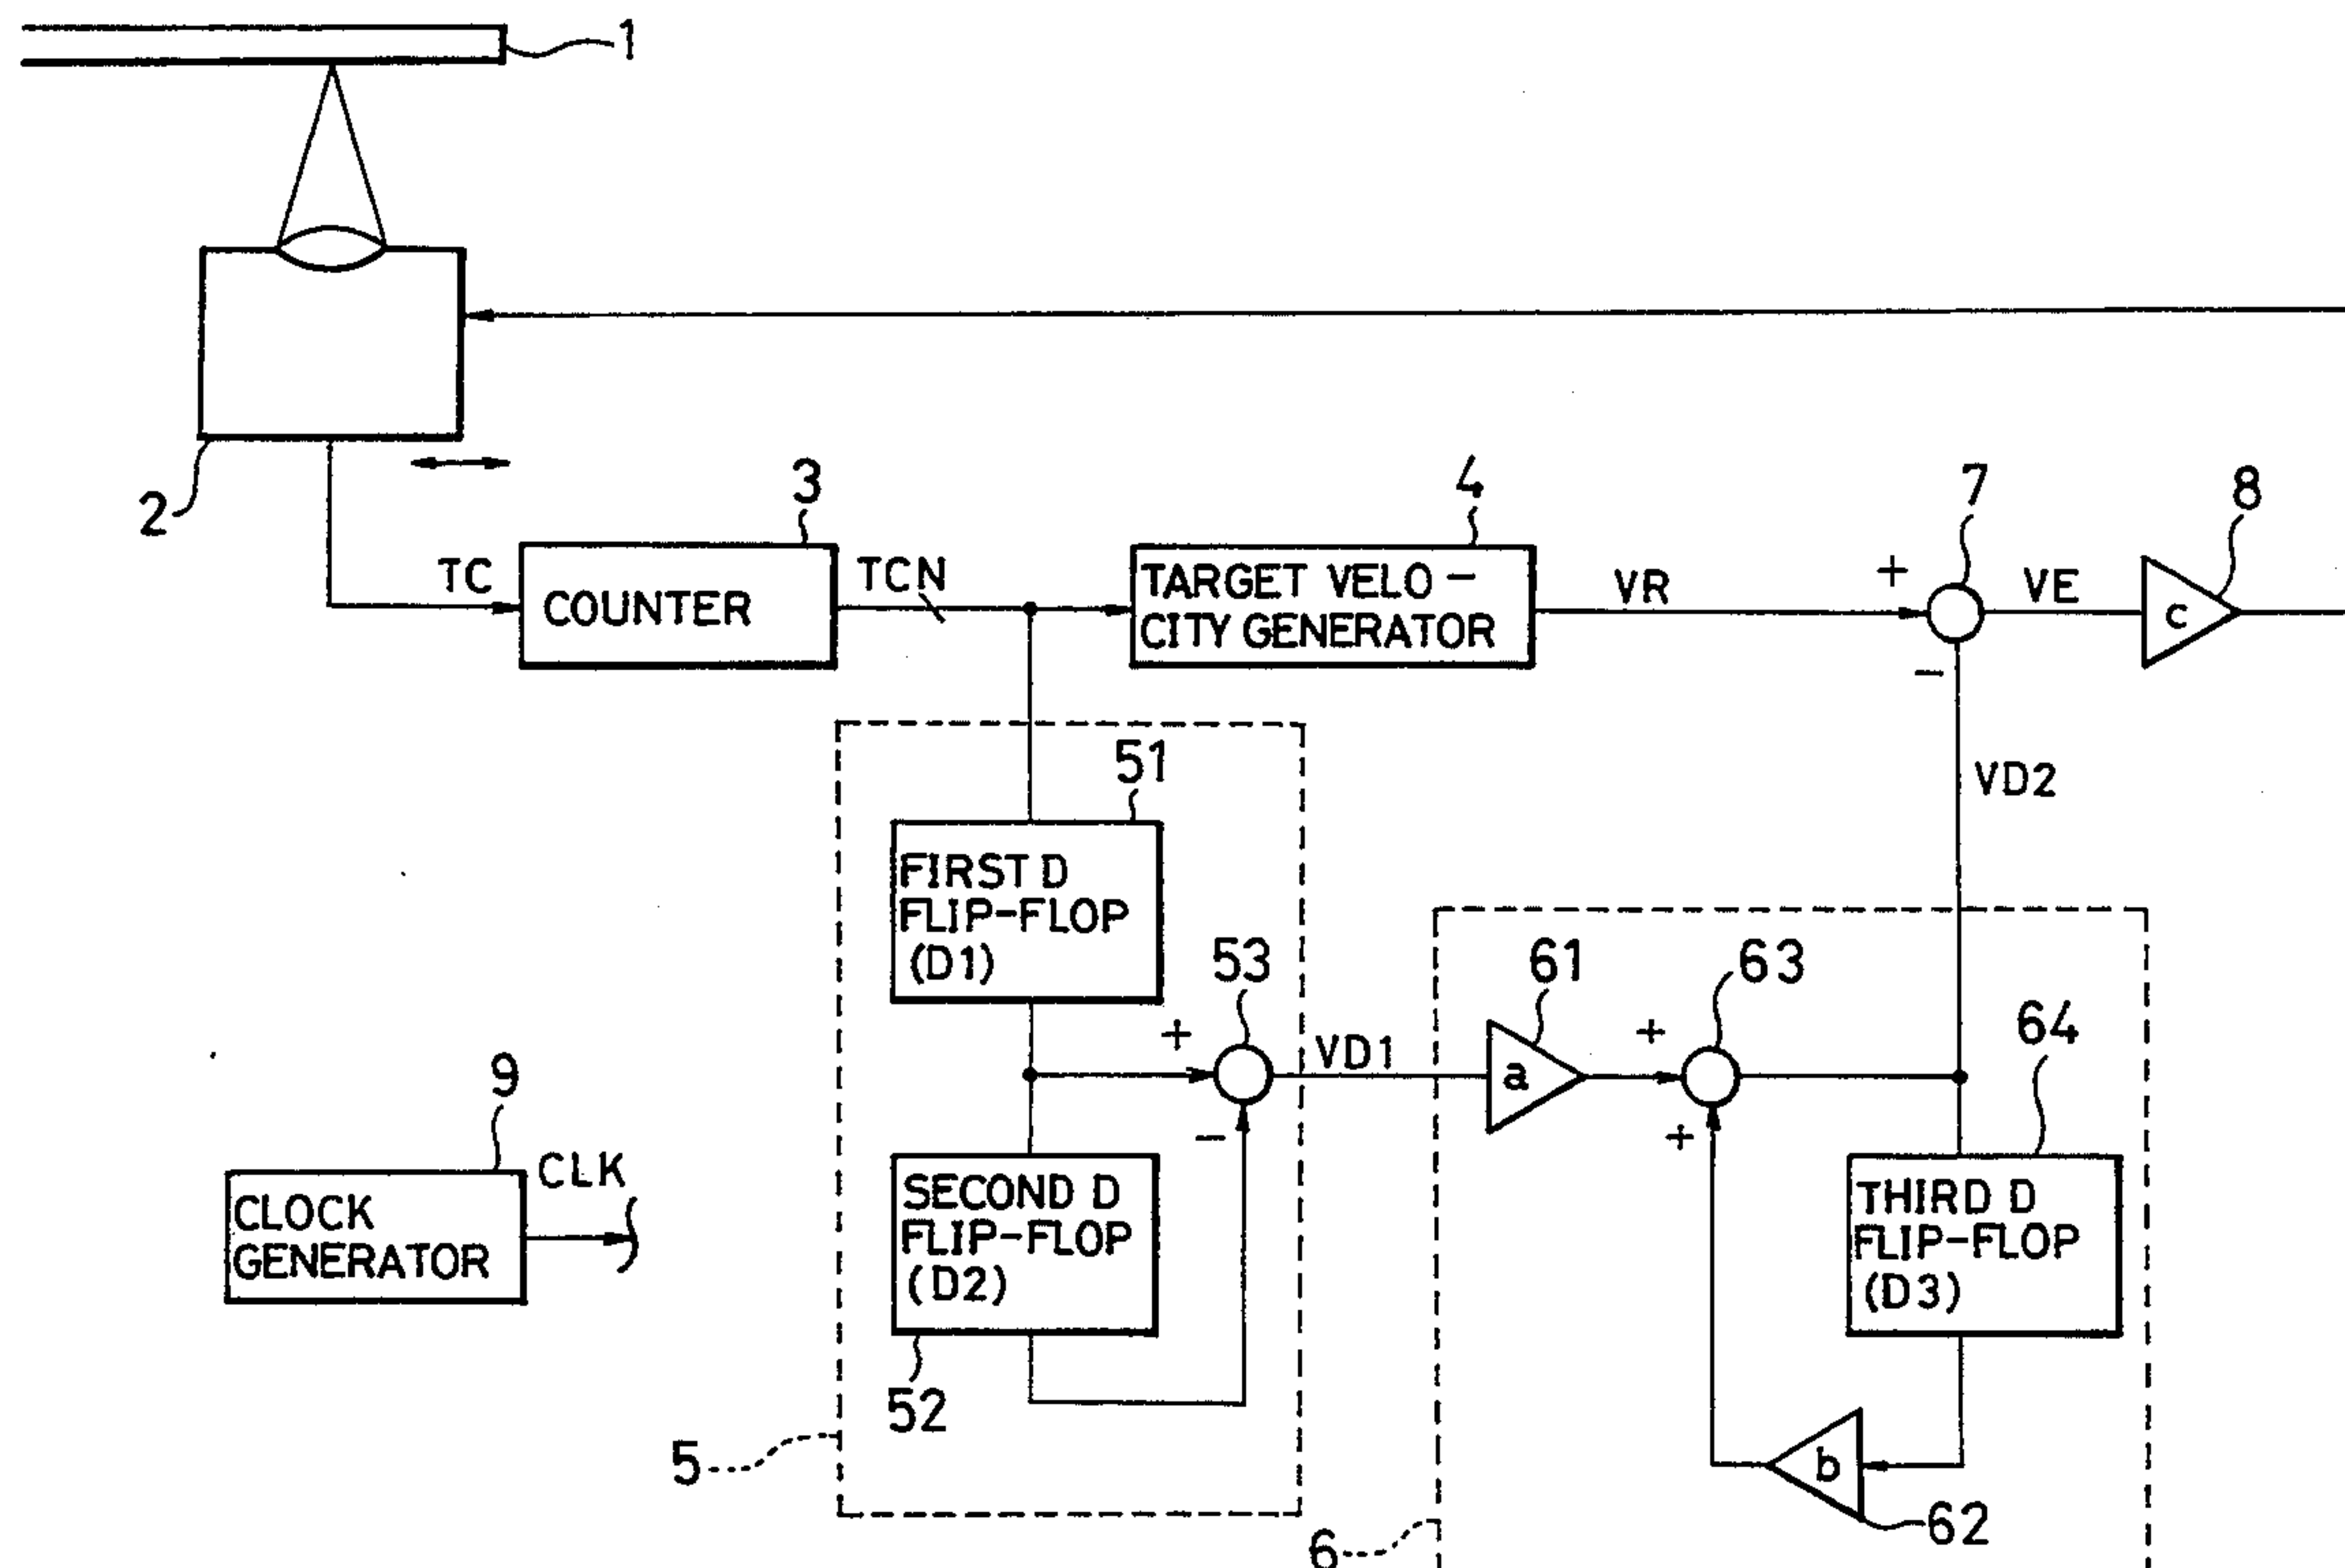 1
2
3
4
7
8
TC
COUNTER
TCN
TARGET VELO-
CITY GENERATOR
VR
+
-
VE
c
VD2
51
FIRST D
FLIP-FLOP
(D1)
53
+
-
VD1
61
a
+
63
+
64
9
CLK
CLOCK
GENERATOR
SECOND D
FLIP-FLOP
(D2)
52
THIRD D
FLIP-FLOP
(D3)
b
62
5
6